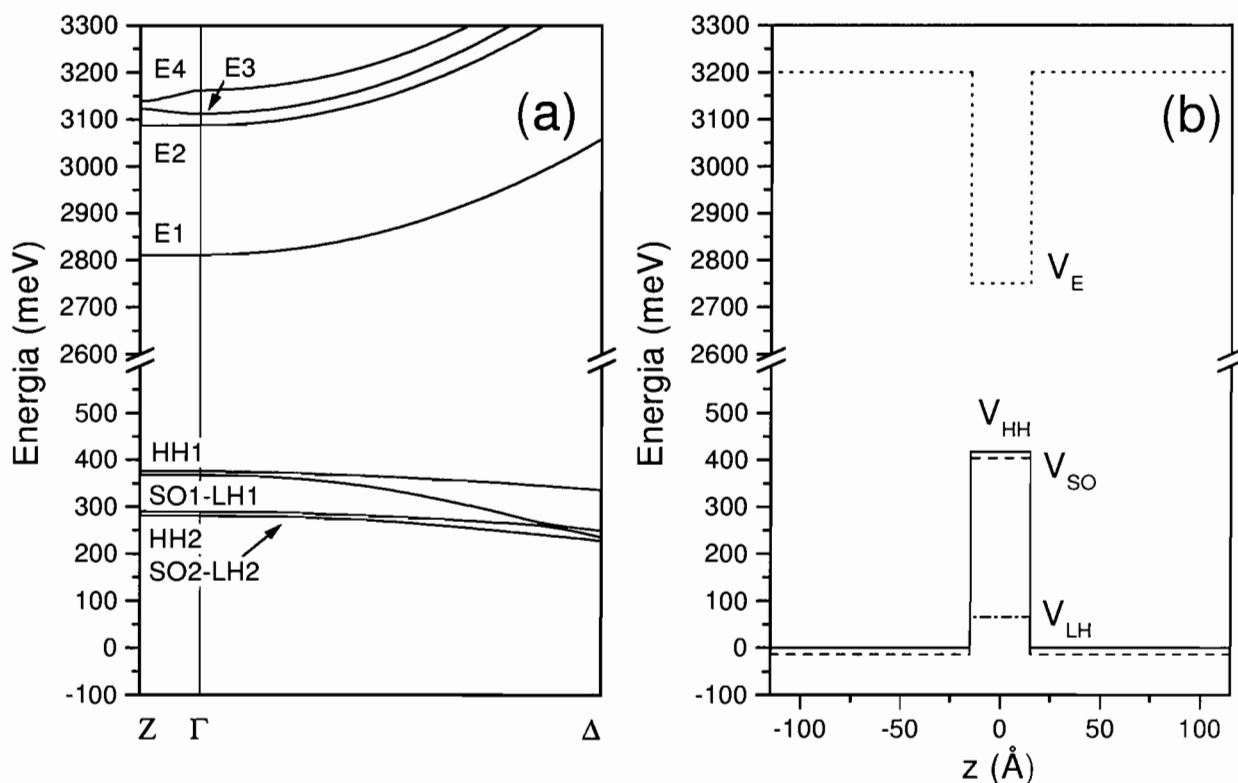 3300
3200
3100
3000
2900
2800
2700
2600
500
400
300
200
100
0
-100
Energia (meV)
E4
E3
(a)
E2
E1
HH1
SO1-LH1
HH2
SO2-LH2
Z Γ Δ
3300
3200
3100
3000
2900
2800
2700
2600
500
400
300
200
100
0
-100
Energia (meV)
(b)
V_E
V_HH
V_SO
V_LH
-100 -50 0 50 100
z (Å)